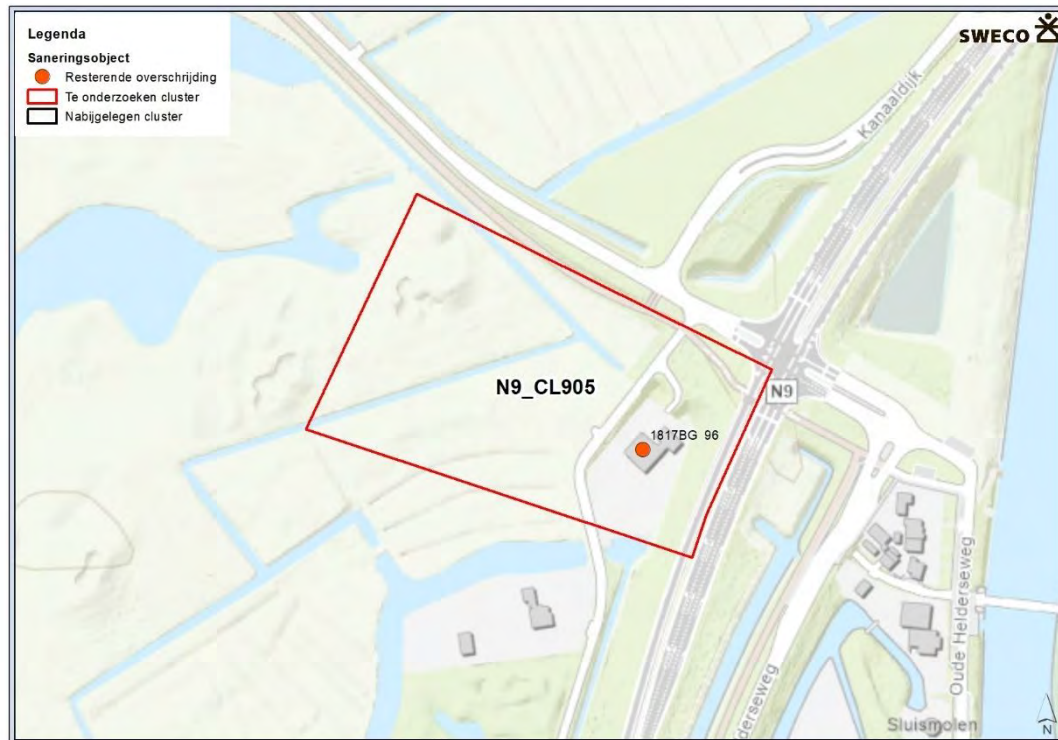 Legenda
Saneringsobject
Resterende overschrijding
Te onderzoeken cluster
Nabijgelegen cluster
SWECO
Kanaaldijk
N9_CL905
N9
1817BG 96
Oude Helderseweg
derseweg
Sluismolen
N